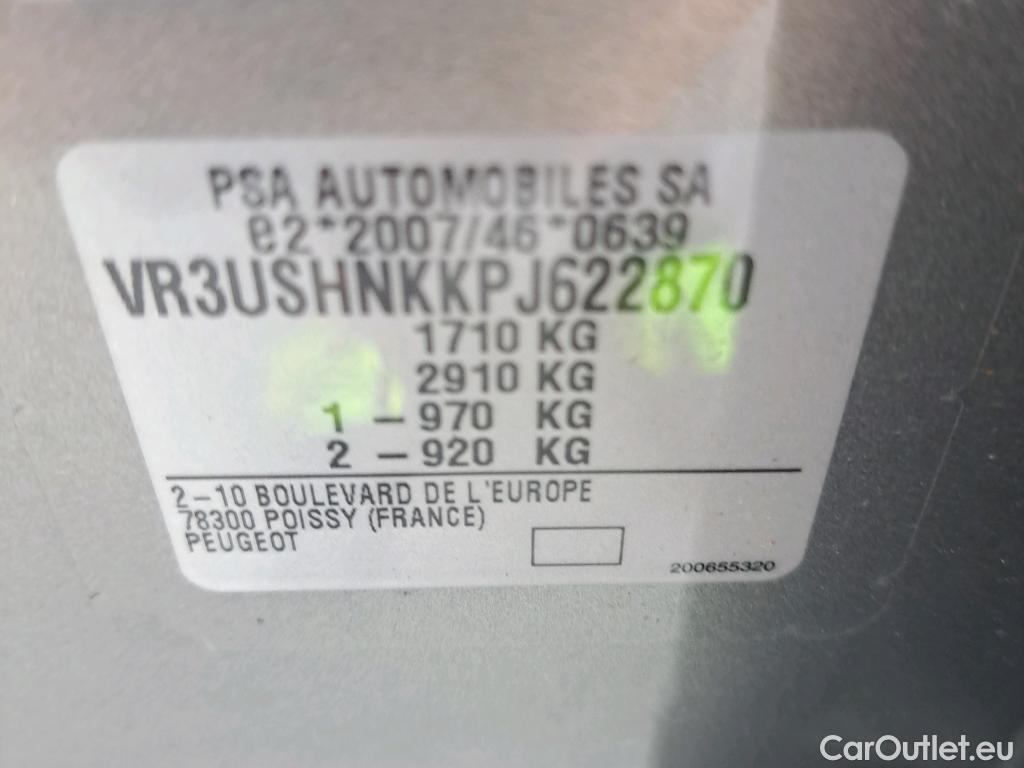 PSA AUTOMOBILES SA
e2*2007/46*0639
VR3USHNKKPJ622870
1710 KG
2910 KG
1 – 970 KG
2 – 920 KG
2–10 BOULEVARD DE L'EUROPE
78300 POISSY (FRANCE)
PEUGEOT
200655320
CarOutlet.eu